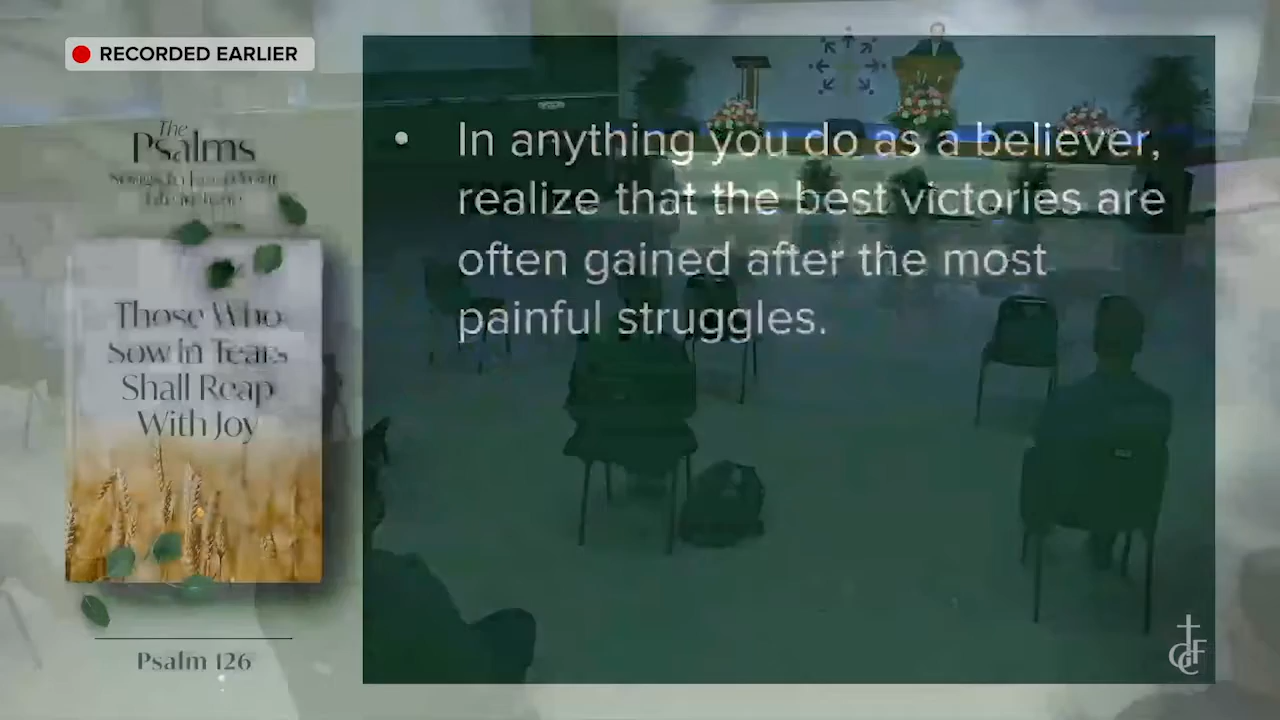 RECORDED EARLIER
The
Psalms
Those Who
Sow in Tears
Shall Reap
With Joy
Psalm 126
• In anything you do as a believer,
realize that the best victories are
often gained after the most
painful struggles.
GCF